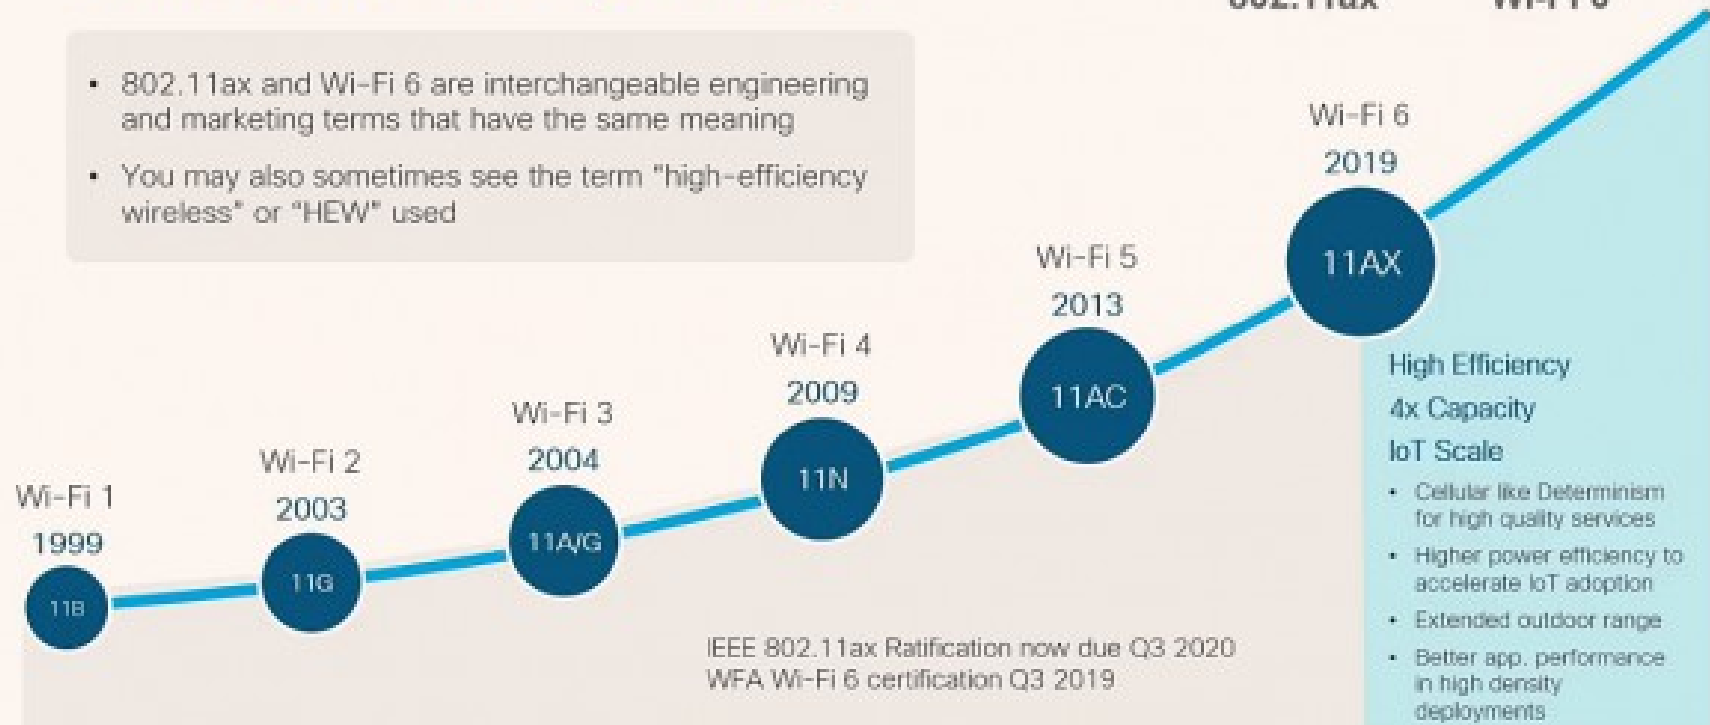 802.11ax Wi-Fi 6
• 802.11ax and Wi-Fi 6 are interchangeable engineering
and marketing terms that have the same meaning
• You may also sometimes see the term "high-efficiency
wireless" or "HEW" used
Wi-Fi 1
1999
11B
Wi-Fi 2
2003
11G
Wi-Fi 3
2004
11A/G
Wi-Fi 4
2009
11N
Wi-Fi 5
2013
11AC
Wi-Fi 6
2019
11AX
High Efficiency
4x Capacity
IoT Scale
• Cellular like Determinism
for high quality services
• Higher power efficiency to
accelerate IoT adoption
• Extended outdoor range
• Better app. performance
in high density
deployments
IEEE 802.11ax Ratification now due Q3 2020
WFA Wi-Fi 6 certification Q3 2019